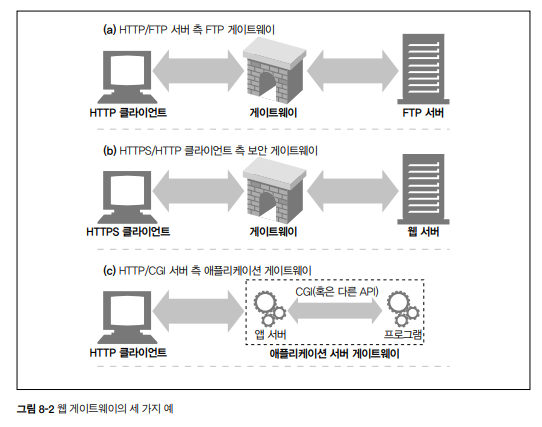 (a) HTTP/FTP 서버 측 FTP 게이트웨이
HTTP 클라이언트 게이트웨이 FTP 서버
(b) HTTPS/HTTP 클라이언트 측 보안 게이트웨이
HTTPS 클라이언트 게이트웨이 웹 서버
(c) HTTP/CGI 서버 측 애플리케이션 게이트웨이
CGI(혹은 다른 API)
앱 서버 프로그램
HTTP 클라이언트 애플리케이션 서버 게이트웨이
그림 8-2 웹 게이트웨이의 세 가지 예